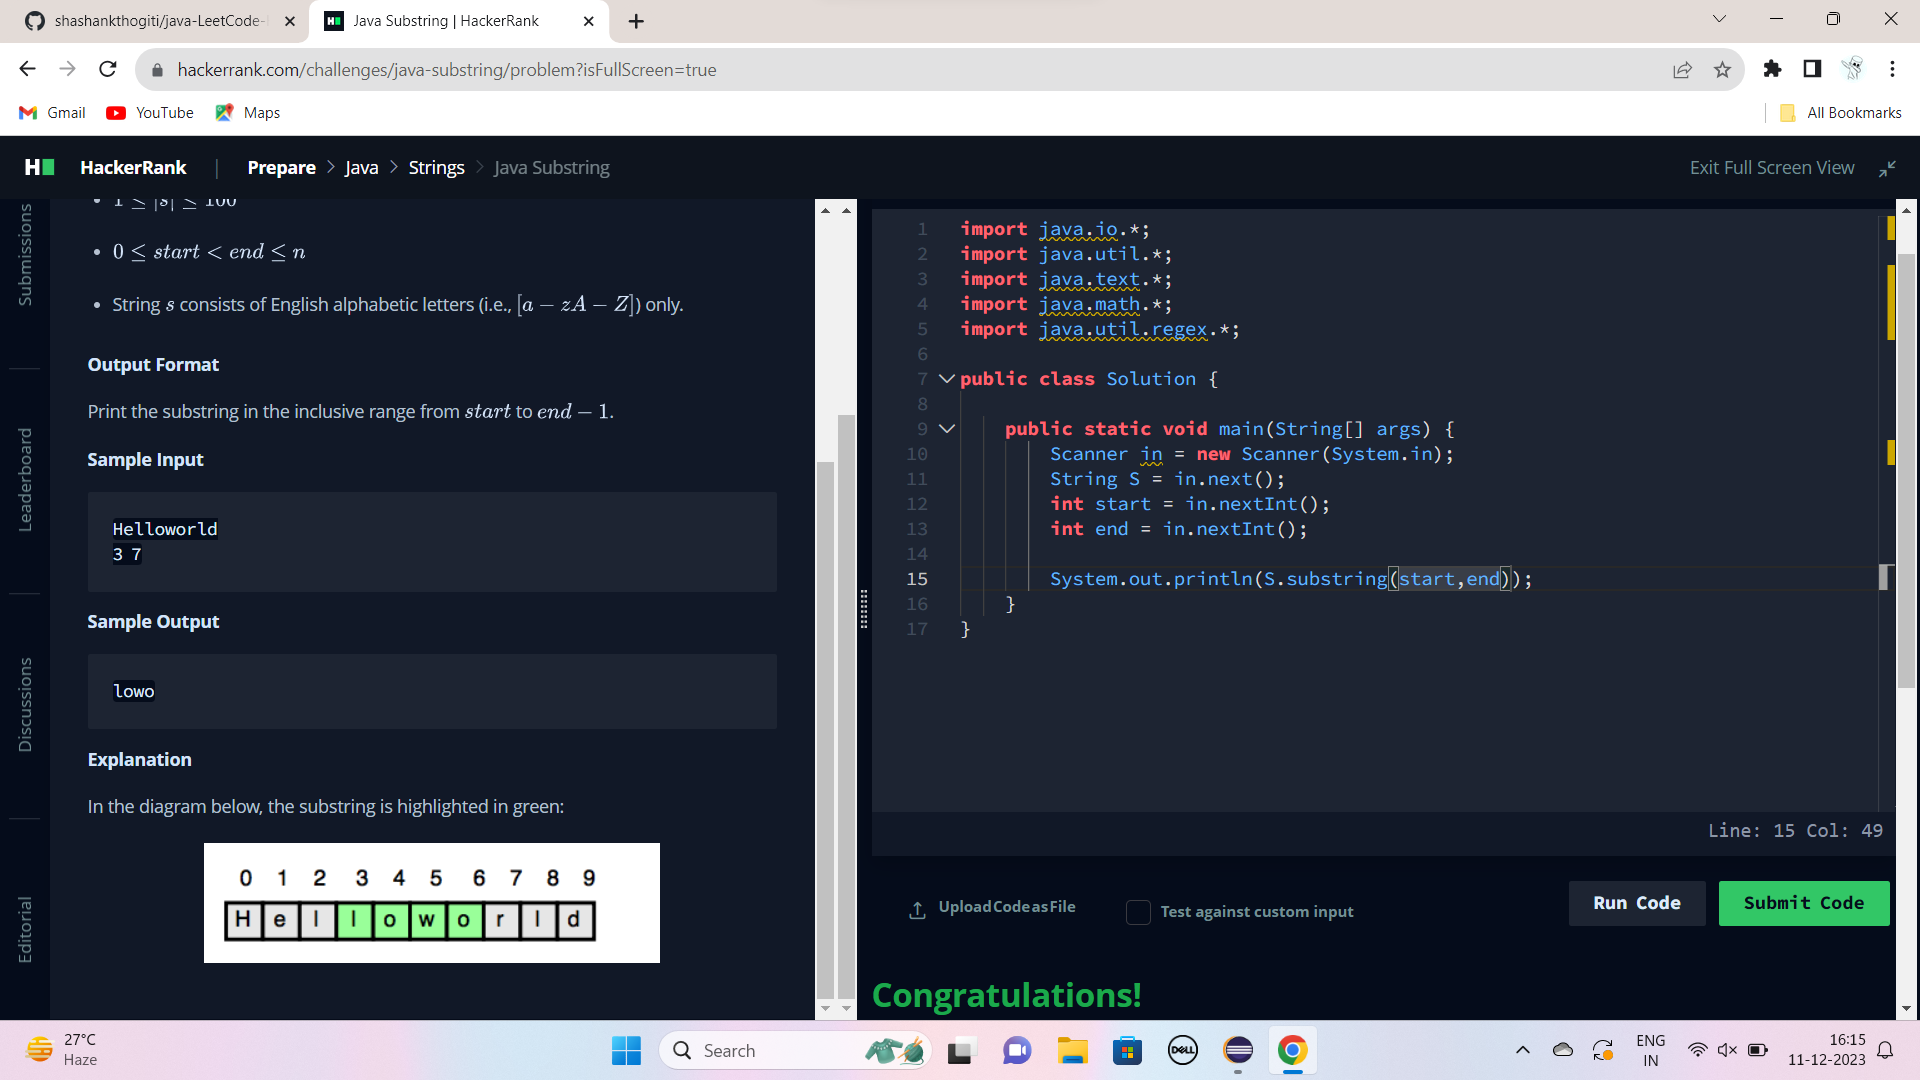 shashankthogiti/java-LeetCode-
Java Substring | HackerRank
hackerrank.com/challenges/java-substring/problem?isFullScreen=true
Gmail
YouTube
Maps
All Bookmarks
H
HackerRank | Prepare > Java > Strings > Java Substring
Exit Full Screen View
Submissions
Leaderboard
Discussions
Editorial
• 1 ≤ |s| ≤ 100
• 0 ≤ start < end ≤ n
• String s consists of English alphabetic letters (i.e., [a − zA − Z]) only.
Output Format
Print the substring in the inclusive range from start to end − 1.
Sample Input
Helloworld
3 7
Sample Output
lowo
Explanation
In the diagram below, the substring is highlighted in green:
0 1 2 3 4 5 6 7 8 9
H e l l o w o r l d
1 import java.io.*;
2 import java.util.*;
3 import java.text.*;
4 import java.math.*;
5 import java.util.regex.*;
6
7 public class Solution {
8
9 public static void main(String[] args) {
10 Scanner in = new Scanner(System.in);
11 String S = in.next();
12 int start = in.nextInt();
13 int end = in.nextInt();
14
15 System.out.println(S.substring(start,end));
16 }
17 }
Line: 15 Col: 49
Upload Code as File
Test against custom input
Run Code
Submit Code
Congratulations!
27°C
Haze
Search
DELL
ENG
IN
16:15
11-12-2023